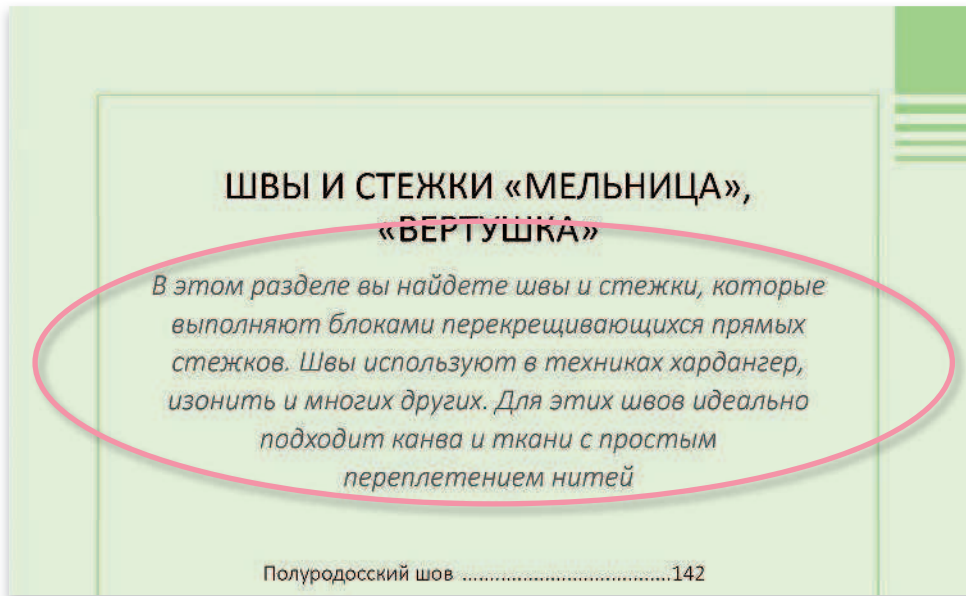 ШВЫ И СТЕЖКИ «МЕЛЬНИЦА»,
«ВЕРТУШКА»
В этом разделе вы найдете швы и стежки, которые
выполняют блоками перекрещивающихся прямых
стежков. Швы используют в техниках хардангер,
изонить и многих других. Для этих швов идеально
подходит канва и ткани с простым
переплетением нитей
Полуродосский шов ......................................142